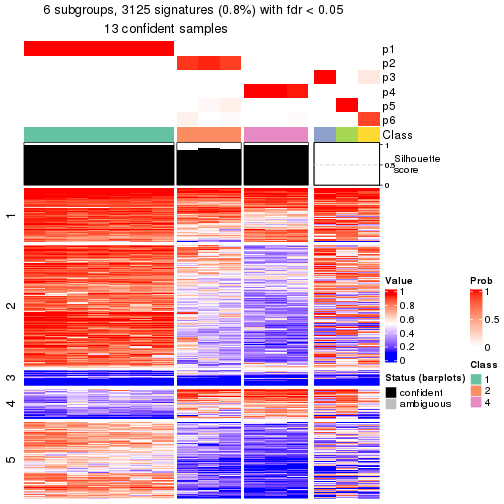 6 subgroups, 3125 signatures (0.8%) with fdr < 0.05
13 confident samples
p1
p2
p3
p4
p5
p6
Class
1
0.5
0
Silhouette
score
1
2
3
4
5
Value
1
0.8
0.6
0.4
0.2
0
Prob
1
0.5
0
Status (barplots)
confident
ambiguous
Class
1
2
4